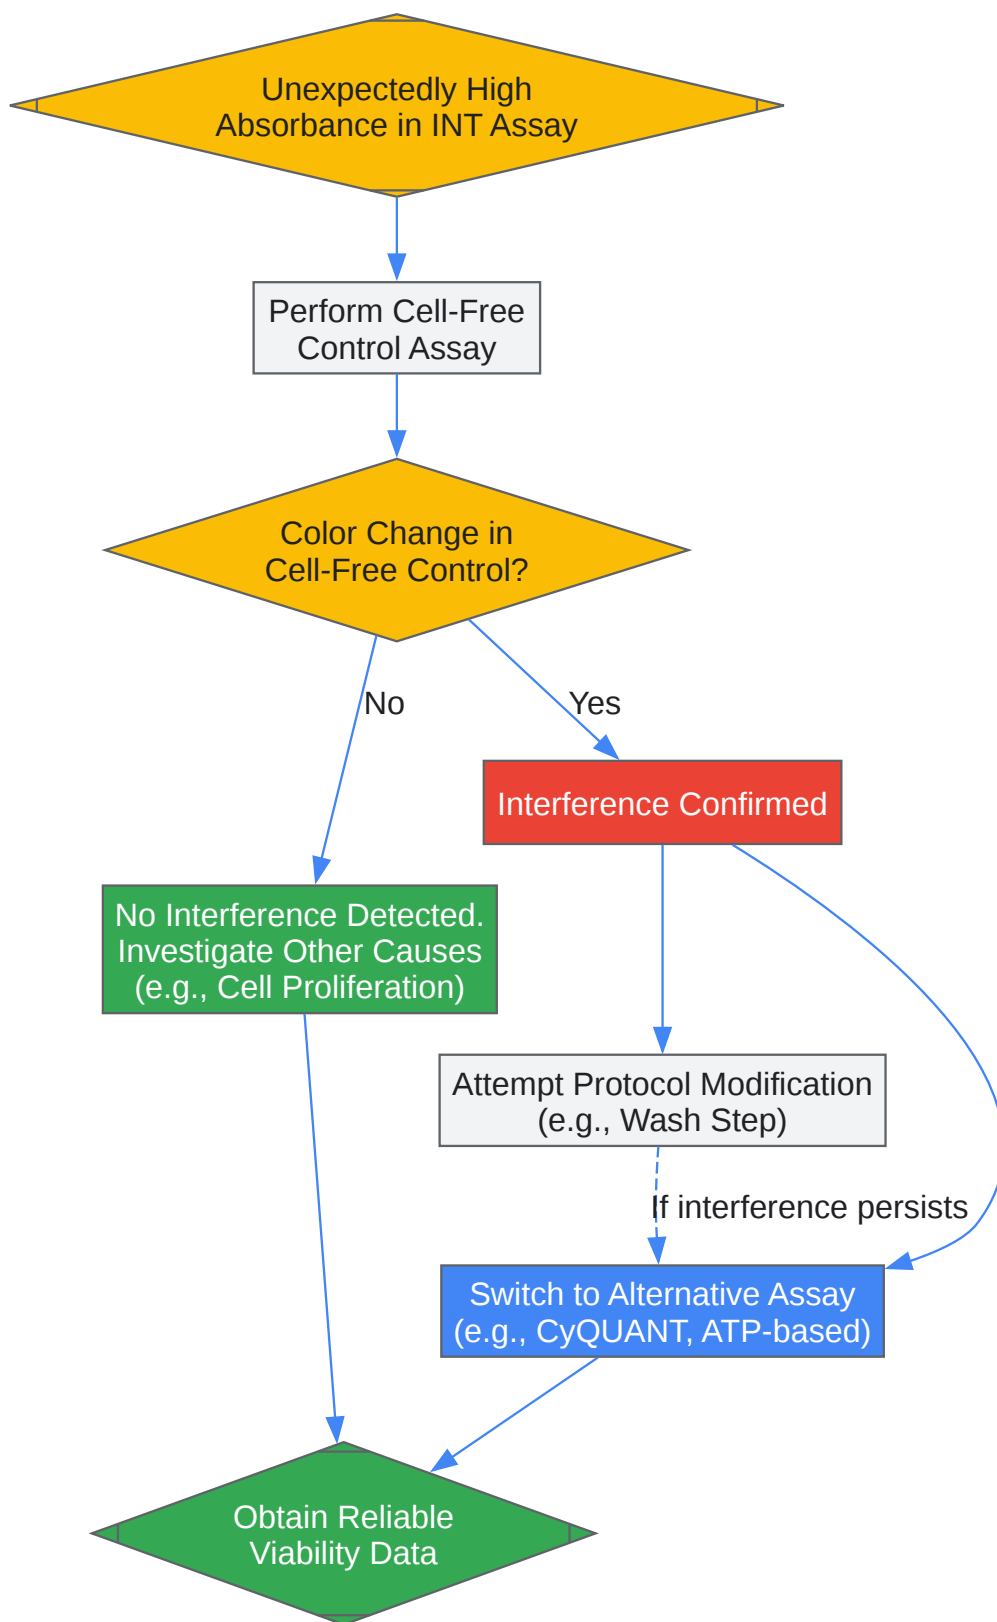 Unexpectedly High
Absorbance in INT Assay
Perform Cell-Free
Control Assay
Color Change in
Cell-Free Control?
No
Yes
Interference Confirmed
No Interference Detected.
Investigate Other Causes
(e.g., Cell Proliferation)
Attempt Protocol Modification
(e.g., Wash Step)
If interference persists
Switch to Alternative Assay
(e.g., CyQUANT, ATP-based)
Obtain Reliable
Viability Data